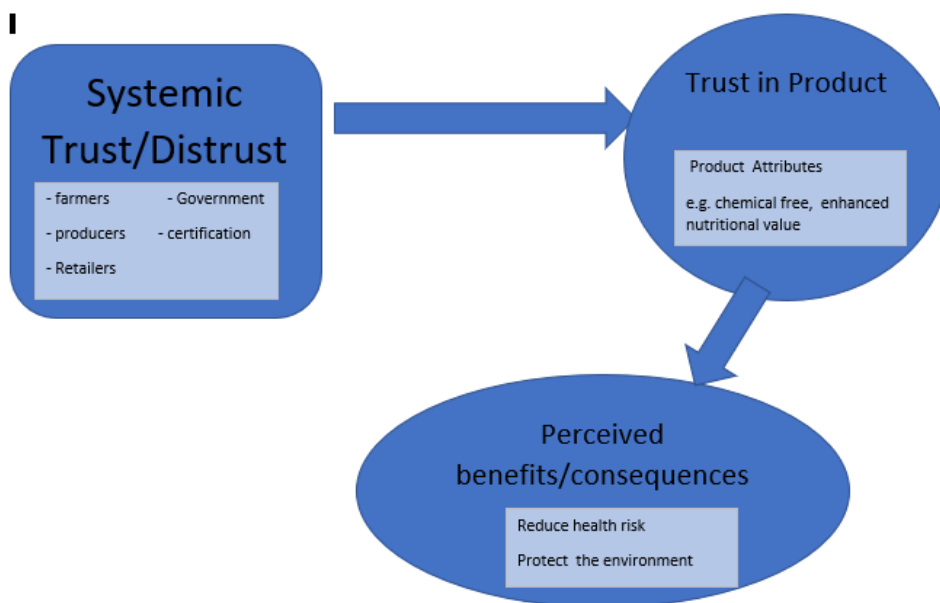 I
Systemic
Trust/Distrust
- farmers - Government
- producers - certification
- Retailers
Trust in Product
Product Attributes
e.g. chemical free, enhanced
nutritional value
Perceived
benefits/consequences
Reduce health risk
Protect the environment